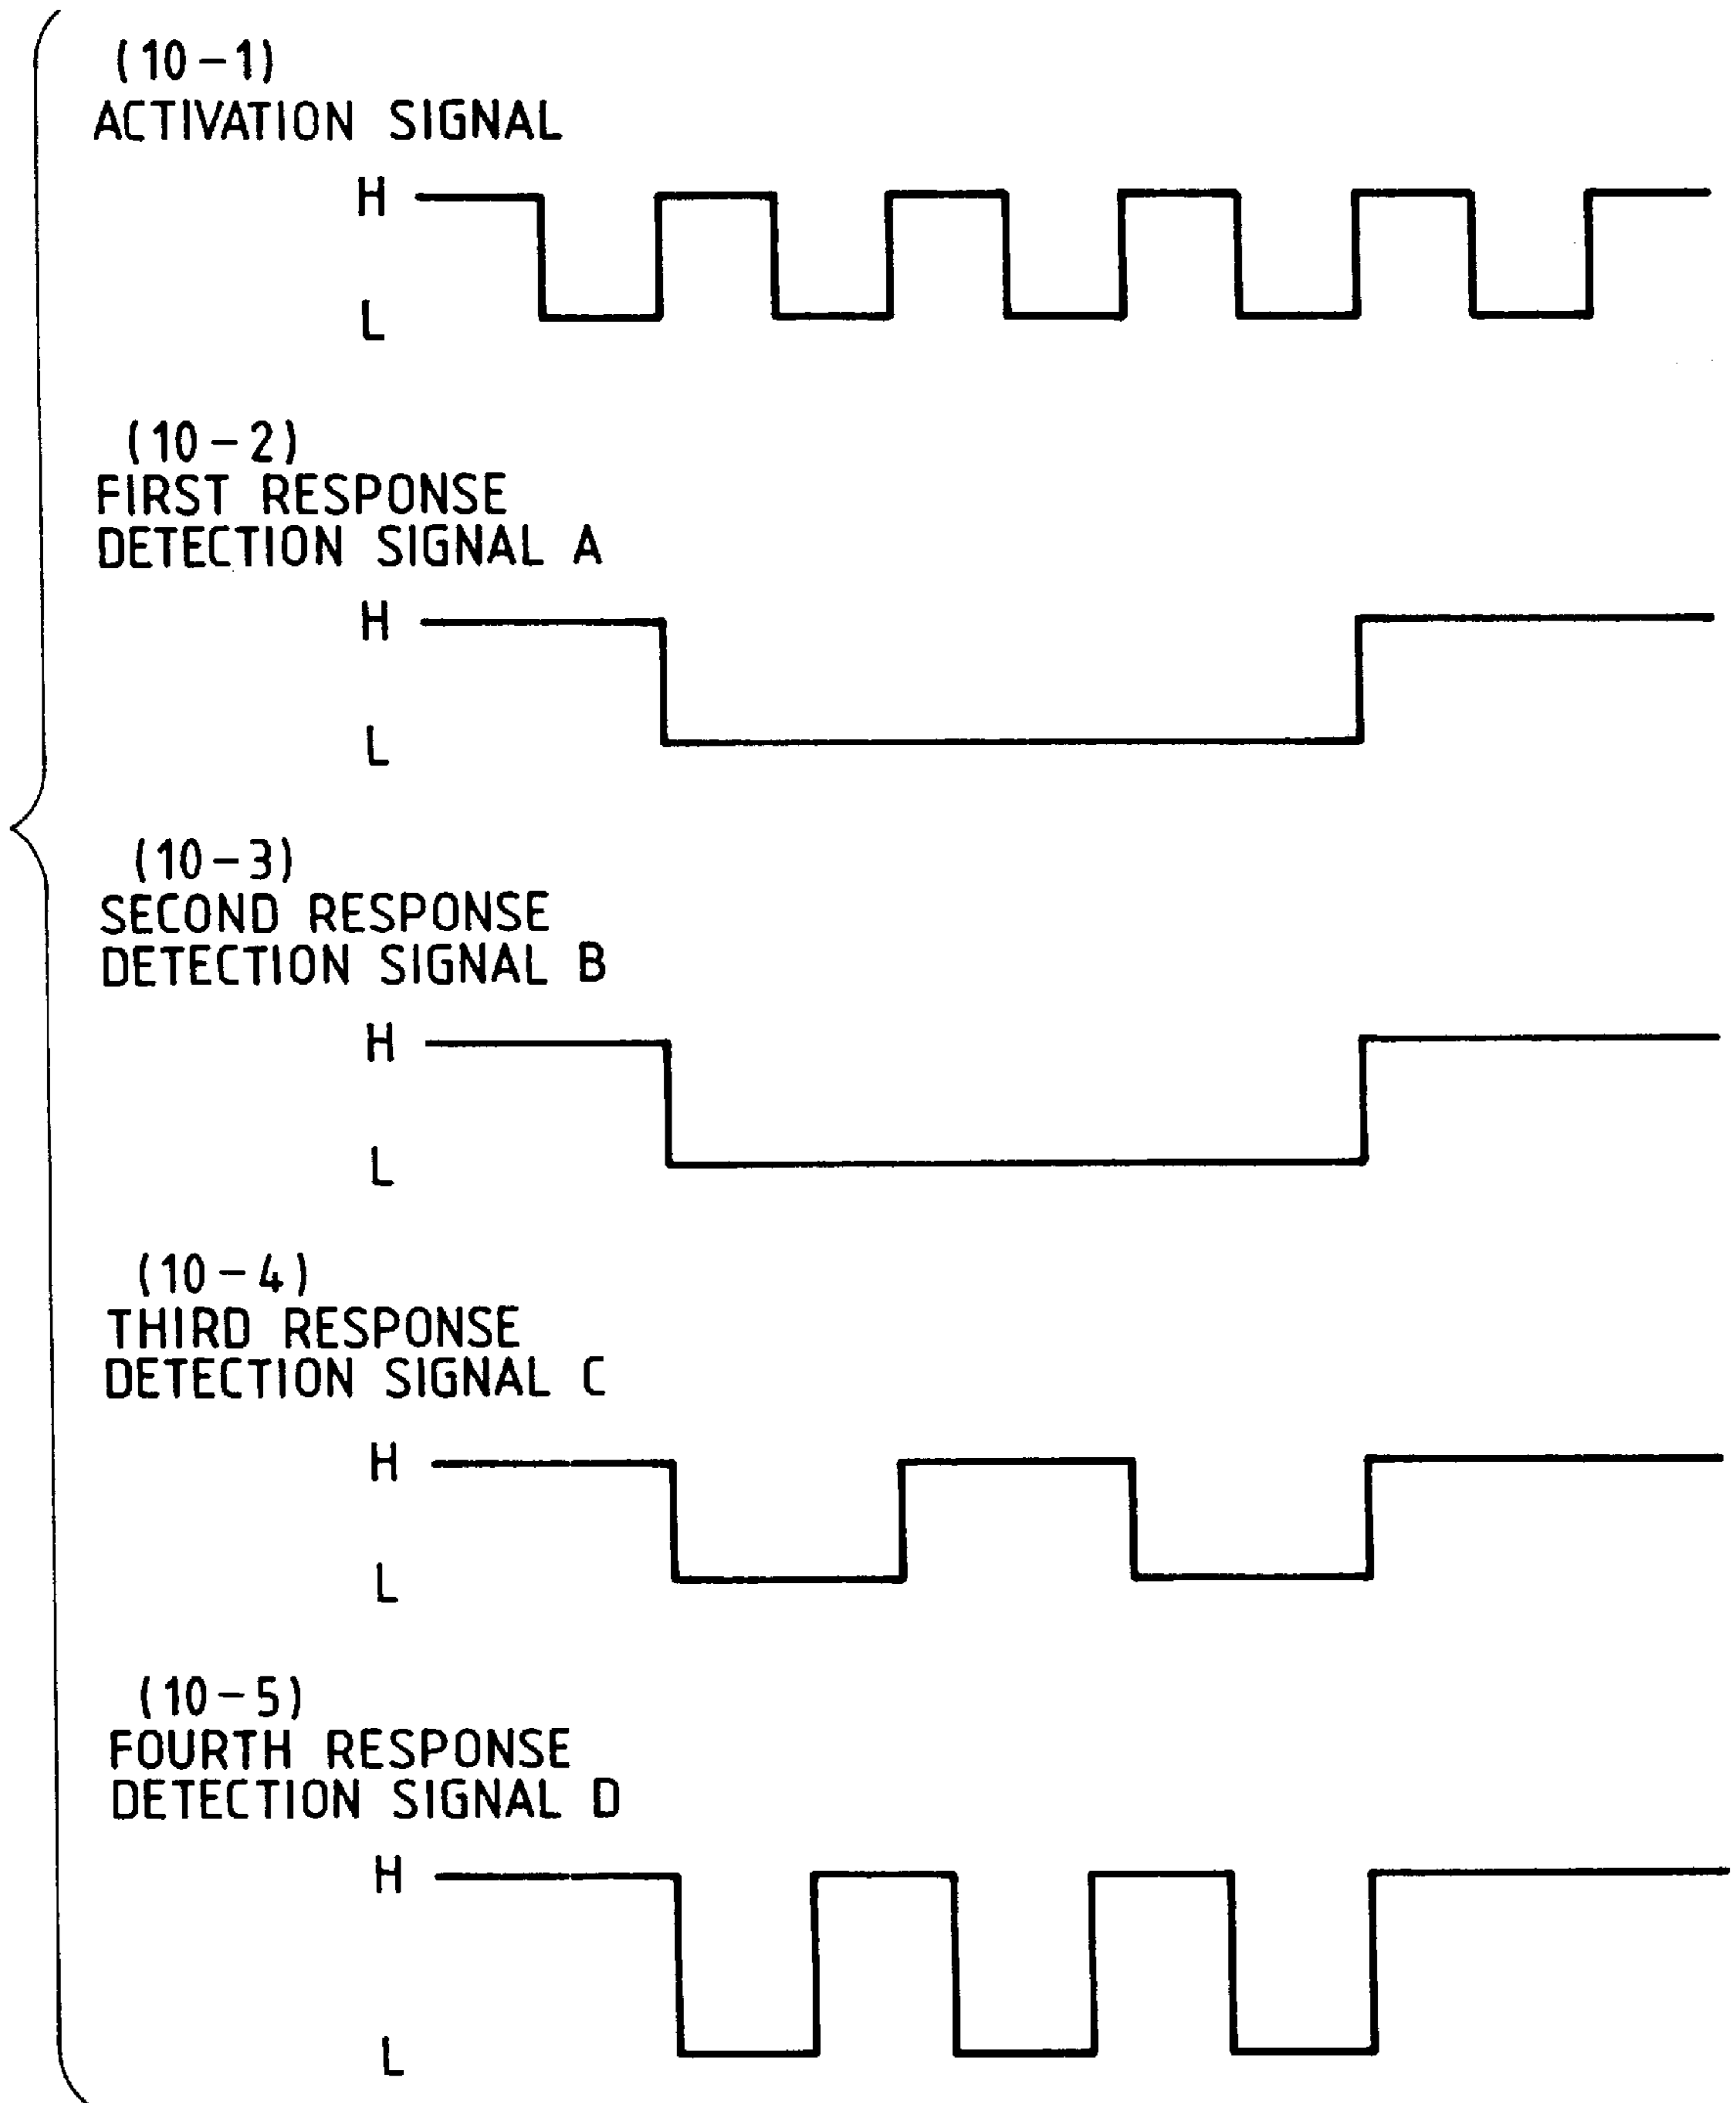 (10-1)
ACTIVATION SIGNAL
H
L
(10-2)
FIRST RESPONSE
DETECTION SIGNAL A
H
L
(10-3)
SECOND RESPONSE
DETECTION SIGNAL B
H
L
(10-4)
THIRD RESPONSE
DETECTION SIGNAL C
H
L
(10-5)
FOURTH RESPONSE
DETECTION SIGNAL D
H
L